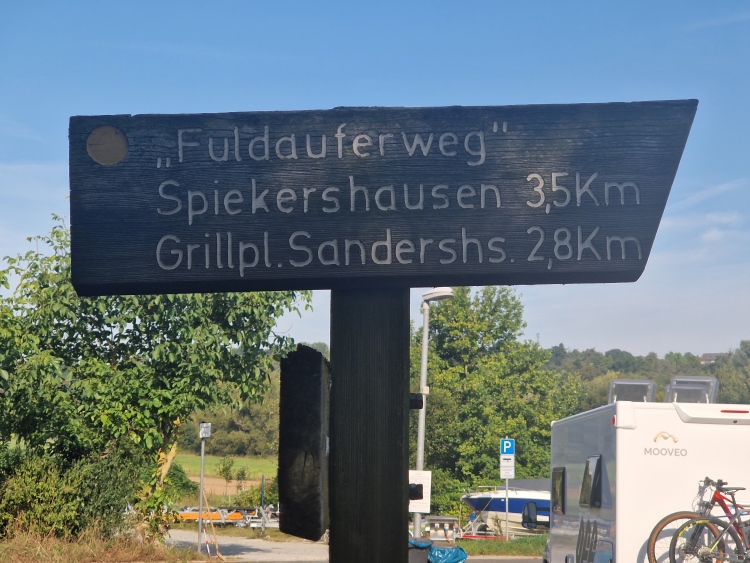 „Fuldauferweg“
Spiekershausen 3,5Km
Grillpl. Sandershs. 2,8Km
P
MOOVEO